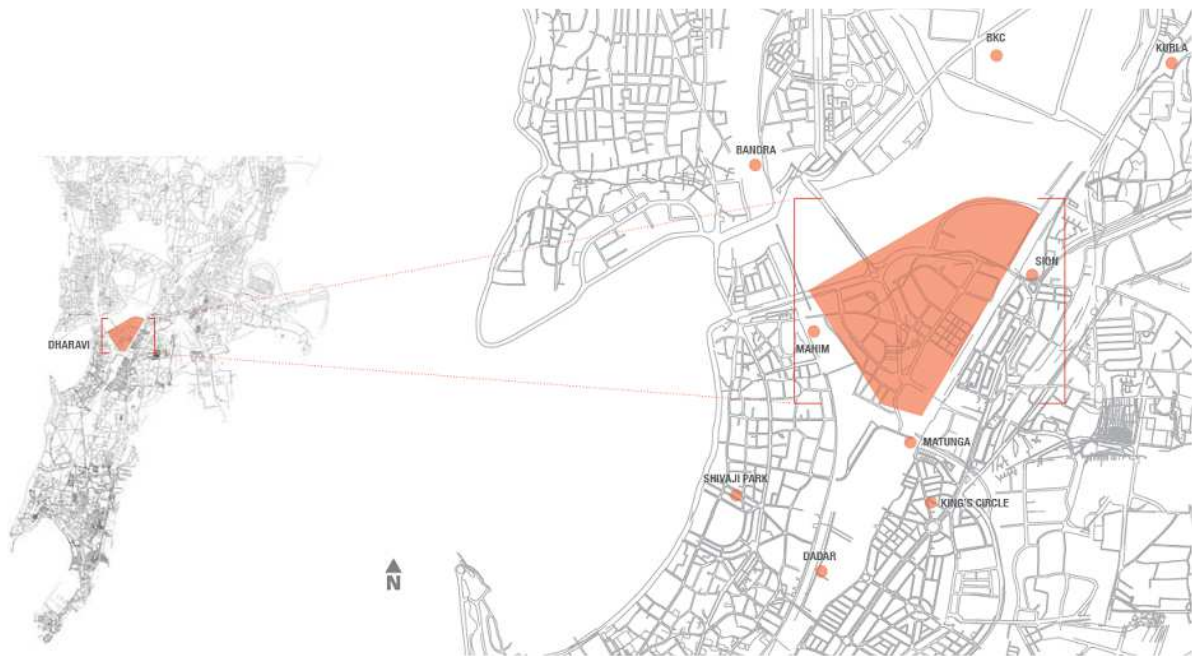 BKC
KURLA
BANDRA
SION
DHARAVI
MAHIM
MATUNGA
SHIVAJI PARK
KING'S CIRCLE
DADAR
N